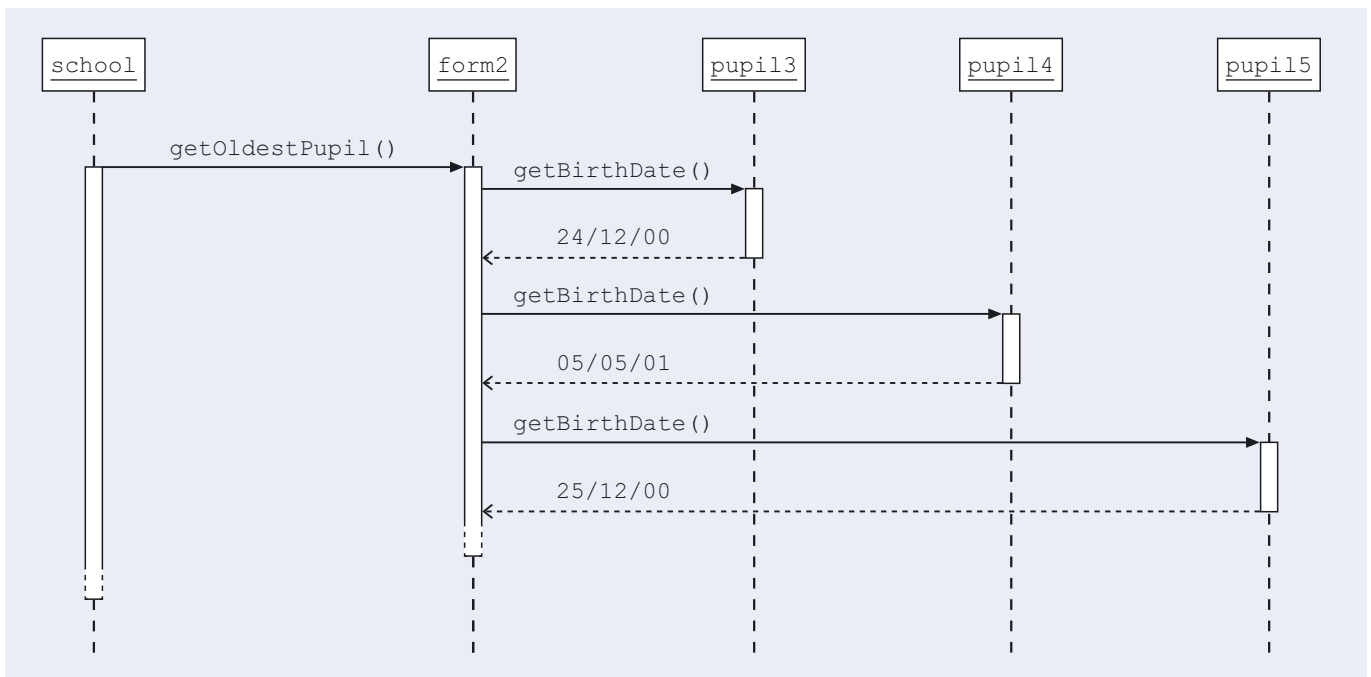 school form2 pupil3 pupil4 pupil5
getOldestPupil()
getBirthDate()
24/12/00
getBirthDate()
05/05/01
getBirthDate()
25/12/00